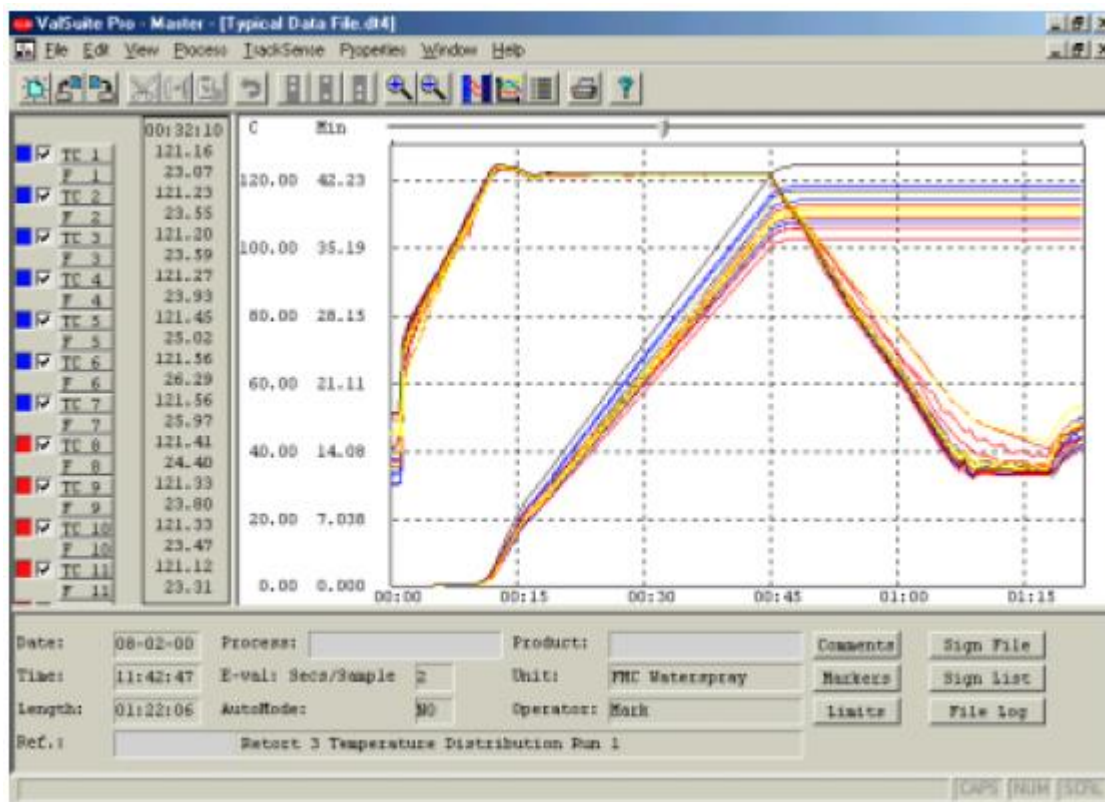 ValSuite Pro - Master - [Typical Data File.dt4]
File Edit View Process TrackSense Properties Window Help
00:32:10 C Min
TC 1 121.16
F 1 23.07
TC 2 121.23
F 2 23.55
TC 3 121.20
F 3 23.59
TC 4 121.27
F 4 23.93
TC 5 121.45
F 5 25.02
TC 6 121.56
F 6 26.29
TC 7 121.56
F 7 25.97
TC 8 121.41
F 8 24.40
TC 9 121.33
F 9 23.80
TC 10 121.33
F 10 23.47
TC 11 121.12
F 11 23.31
120.00 42.23
100.00 35.19
80.00 28.15
60.00 21.11
40.00 14.08
20.00 7.038
0.00 0.000
00:00 00:15 00:30 00:45 01:00 01:15
Date: 08-02-00 Process: Product: Comments Sign File
Time: 11:42:47 E-val: Secs/Sample 2 Unit: FMC Waterspray Markers Sign List
Length: 01:22:06 AutoMode: NO Operator: Mark Limits File Log
Ref.: Retort 3 Temperature Distribution Run 1
CAPS NUM SCRL